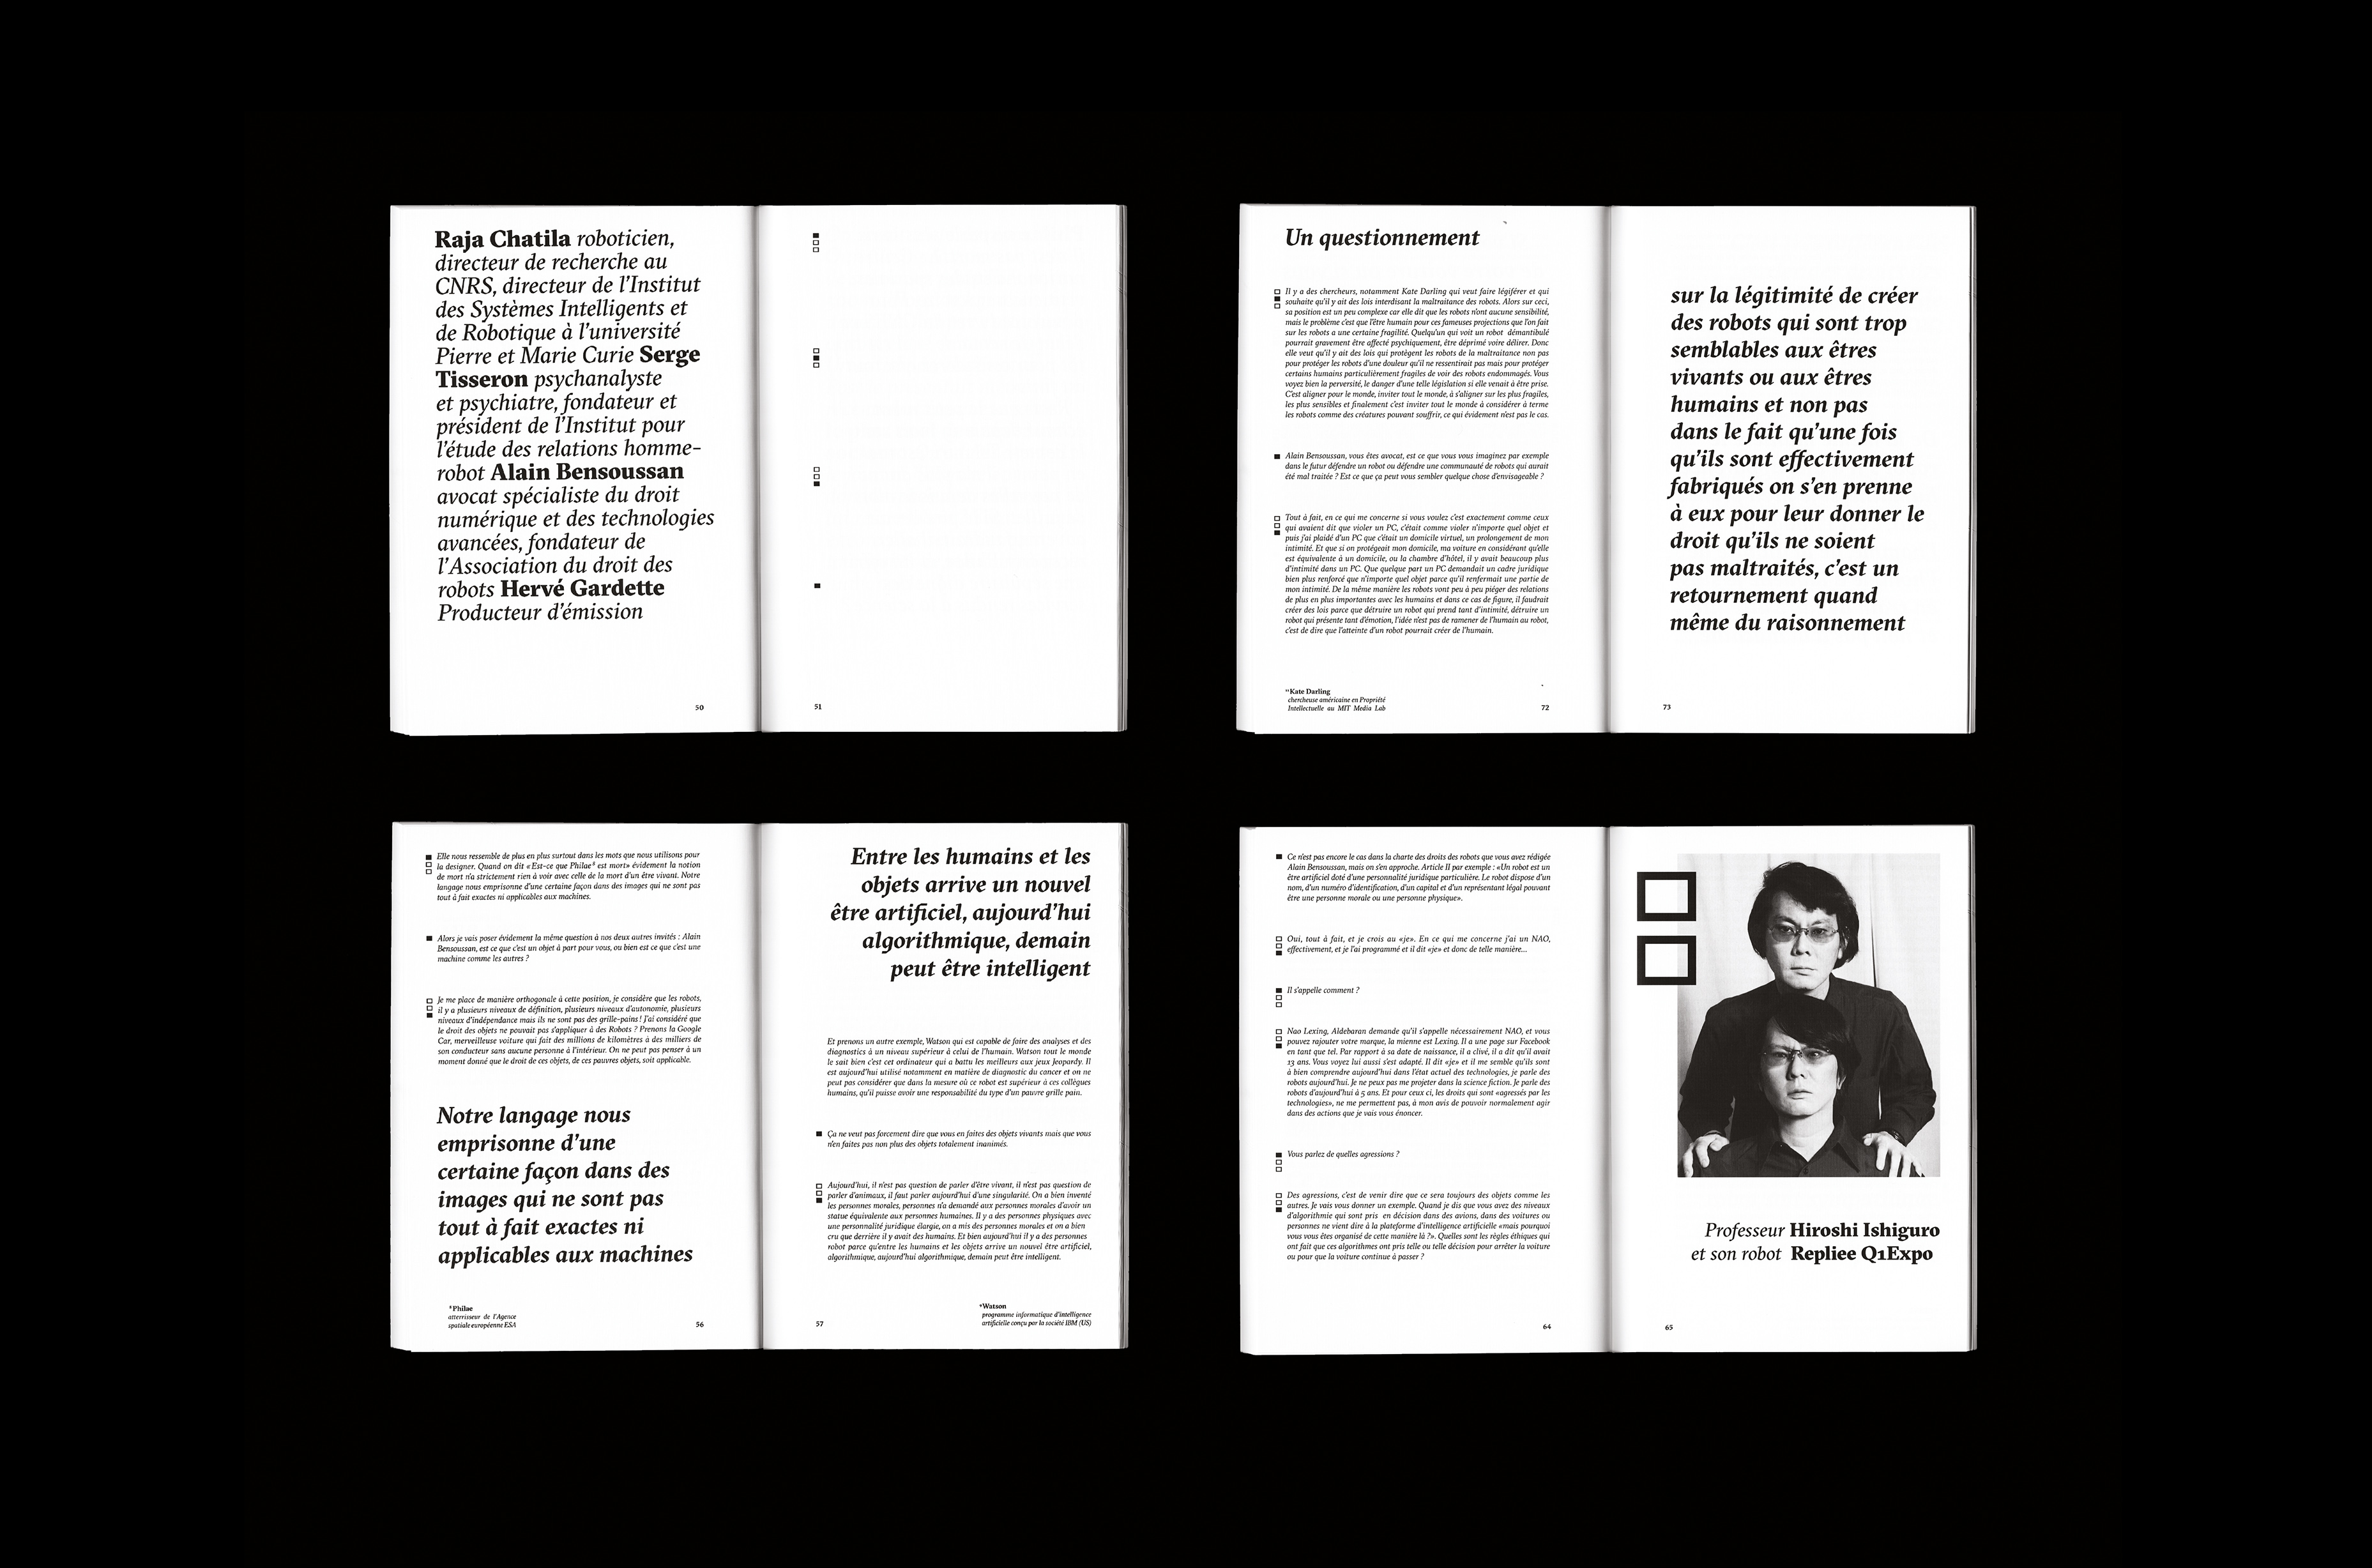 Raja Chatila roboticien,
directeur de recherche au
CNRS, directeur de l'Institut
des Systèmes Intelligents et
de Robotique à l'université
Pierre et Marie Curie Serge
Tisseron psychanalyste
et psychiatre, fondateur et
président de l'Institut pour
l'étude des relations homme-
robot Alain Bensoussan
avocat spécialiste du droit
numérique et des technologies
avancées, fondateur de
l'Association du droit des
robots Hervé Gardette
Producteur d'émission
50
51
Un questionnement
Il y a des chercheurs, notamment Kate Darling qui veut faire légiférer et qui
souhaite qu'il y ait des lois interdisant la maltraitance des robots. Alors sur ceci,
sa position est un peu complexe car elle dit que les robots n'ont aucune sensibilité,
mais le problème c'est que l'être humain pour ces fameuses projections que l'on fait
sur les robots a une certaine fragilité. Quelqu'un qui voit un robot démantibulé
pourrait gravement être affecté psychiquement, être déprimé voire délirer. Donc
elle veut qu'il y ait des lois qui protègent les robots de la maltraitance non pas
pour protéger les robots d'une douleur qu'il ne ressentirait pas mais pour protéger
certains humains particulièrement fragiles de voir des robots endommagés. Vous
voyez bien la perversité, le danger d'une telle législation si elle venait à être prise.
C'est aligner pour le monde, inviter tout le monde, à s'aligner sur les plus fragiles,
les plus sensibles et finalement c'est inviter tout le monde à considérer à terme
les robots comme des créatures pouvant souffrir, ce qui évidement n'est pas le cas.
Alain Bensoussan, vous êtes avocat, est ce que vous vous imaginez par exemple
dans le futur défendre un robot ou défendre une communauté de robots qui aurait
été mal traitée ? Est ce que ça peut vous sembler quelque chose d'envisageable ?
Tout à fait, en ce qui me concerne si vous voulez c'est exactement comme ceux
qui avaient dit que violer un PC, c'était comme violer n'importe quel objet et
puis j'ai plaidé d'un PC que c'était un domicile virtuel, un prolongement de mon
intimité. Et que si on protégeait mon domicile, ma voiture en considérant qu'elle
est équivalente à un domicile, ou la chambre d'hôtel, il y avait beaucoup plus
d'intimité dans un PC. Que quelque part un PC demandait un cadre juridique
bien plus renforcé que n'importe quel objet parce qu'il renfermait une partie de
mon intimité. De la même manière les robots vont peu à peu piéger des relations
de plus en plus importantes avec les humains et dans ce cas de figure, il faudrait
créer des lois parce que détruire un robot qui prend tant d'intimité, détruire un
robot qui présente tant d'émotion, l'idée n'est pas de ramener de l'humain au robot,
c'est de dire que l'atteinte d'un robot pourrait créer de l'humain.
Kate Darling
chercheuse américaine en Propriété
Intellectuelle au MIT Media Lab
72
sur la légitimité de créer
des robots qui sont trop
semblables aux êtres
vivants ou aux êtres
humains et non pas
dans le fait qu'une fois
qu'ils sont effectivement
fabriqués on s'en prenne
à eux pour leur donner le
droit qu'ils ne soient
pas maltraités, c'est un
retournement quand
même du raisonnement
73
Elle nous ressemble de plus en plus surtout dans les mots que nous utilisons pour
la designer. Quand on dit «Est-ce que Philae⁸ est mort» évidement la notion
de mort n'a strictement rien à voir avec celle de la mort d'un être vivant. Notre
langage nous emprisonne d'une certaine façon dans des images qui ne sont pas
tout à fait exactes ni applicables aux machines.
Alors je vais poser évidement la même question à nos deux autres invités : Alain
Bensoussan, est ce que c'est un objet à part pour vous, ou bien est ce que c'est une
machine comme les autres ?
Je me place de manière orthogonale à cette position, je considère que les robots,
il y a plusieurs niveaux de définition, plusieurs niveaux d'autonomie, plusieurs
niveaux d'indépendance mais ils ne sont pas des grille-pains ! J'ai considéré que
le droit des objets ne pouvait pas s'appliquer à des Robots ? Prenons la Google
Car, merveilleuse voiture qui fait des millions de kilomètres à des milliers de
son conducteur sans aucune personne à l'intérieur. On ne peut pas penser à un
moment donné que le droit de ces objets, de ces pauvres objets, soit applicable.
Notre langage nous
emprisonne d'une
certaine façon dans des
images qui ne sont pas
tout à fait exactes ni
applicables aux machines
⁸Philae
atterrisseur de l'Agence
spatiale européenne ESA
56
Entre les humains et les
objets arrive un nouvel
être artificiel, aujourd'hui
algorithmique, demain
peut être intelligent
Et prenons un autre exemple, Watson qui est capable de faire des analyses et des
diagnostics à un niveau supérieur à celui de l'humain. Watson tout le monde
le sait bien c'est cet ordinateur qui a battu les meilleurs aux jeux Jeopardy. Il
est aujourd'hui utilisé notamment en matière de diagnostic du cancer et on ne
peut pas considérer que dans la mesure où ce robot est supérieur à ces collègues
humains, qu'il puisse avoir une responsabilité du type d'un pauvre grille pain.
Ça ne veut pas forcement dire que vous en faites des objets vivants mais que vous
n'en faites pas non plus des objets totalement inanimés.
Aujourd'hui, il n'est pas question de parler d'être vivant, il n'est pas question de
parler d'animaux, il faut parler aujourd'hui d'une singularité. On a bien inventé
les personnes morales, personnes n'a demandé aux personnes morales d'avoir un
statue équivalente aux personnes humaines. Il y a des personnes physiques avec
une personnalité juridique élargie, on a mis des personnes morales et on a bien
cru que derrière il y avait des humains. Et bien aujourd'hui il y a des personnes
robot parce qu'entre les humains et les objets arrive un nouvel être artificiel,
algorithmique, aujourd'hui algorithmique, demain peut être intelligent.
57
Watson
programme informatique d'intelligence
artificielle conçu par la société IBM (US)
Ce n'est pas encore le cas dans la charte des droits des robots que vous avez rédigée
Alain Bensoussan, mais on s'en approche. Article II par exemple : «Un robot est un
être artificiel doté d'une personnalité juridique particulière. Le robot dispose d'un
nom, d'un numéro d'identification, d'un capital et d'un représentant légal pouvant
être une personne morale ou une personne physique».
Oui, tout à fait, et je crois au «je». En ce qui me concerne j'ai un NAO,
effectivement, et je l'ai programmé et il dit «je» et donc de telle manière...
Il s'appelle comment ?
Nao Lexing, Aldebaran demande qu'il s'appelle nécessairement NAO, et vous
pouvez rajouter votre marque, la mienne est Lexing. Il a une page sur Facebook
en tant que tel. Par rapport à sa date de naissance, il a clivé, il a dit qu'il avait
13 ans. Vous voyez lui aussi s'est adapté. Il dit «je» et il me semble qu'ils sont
à bien comprendre aujourd'hui dans l'état actuel des technologies, je parle des
robots aujourd'hui. Je ne peux pas me projeter dans la science fiction. Je parle des
robots d'aujourd'hui à 5 ans. Et pour ceux ci, les droits qui sont «agressés par les
technologies», ne me permettent pas, à mon avis de pouvoir normalement agir
dans des actions que je vais vous énoncer.
Vous parlez de quelles agressions ?
Des agressions, c'est de venir dire que ce sera toujours des objets comme les
autres. Je vais vous donner un exemple. Quand je dis que vous avez des niveaux
d'algorithmie qui sont pris en décision dans des avions, dans des voitures ou
personnes ne vient dire à la plateforme d'intelligence artificielle «mais pourquoi
vous vous êtes organisé de cette manière là ?». Quelles sont les règles éthiques qui
ont fait que ces algorithmes ont pris telle ou telle décision pour arrêter la voiture
ou pour que la voiture continue à passer ?
64
Professeur Hiroshi Ishiguro
et son robot Repliee Q1Expo
65